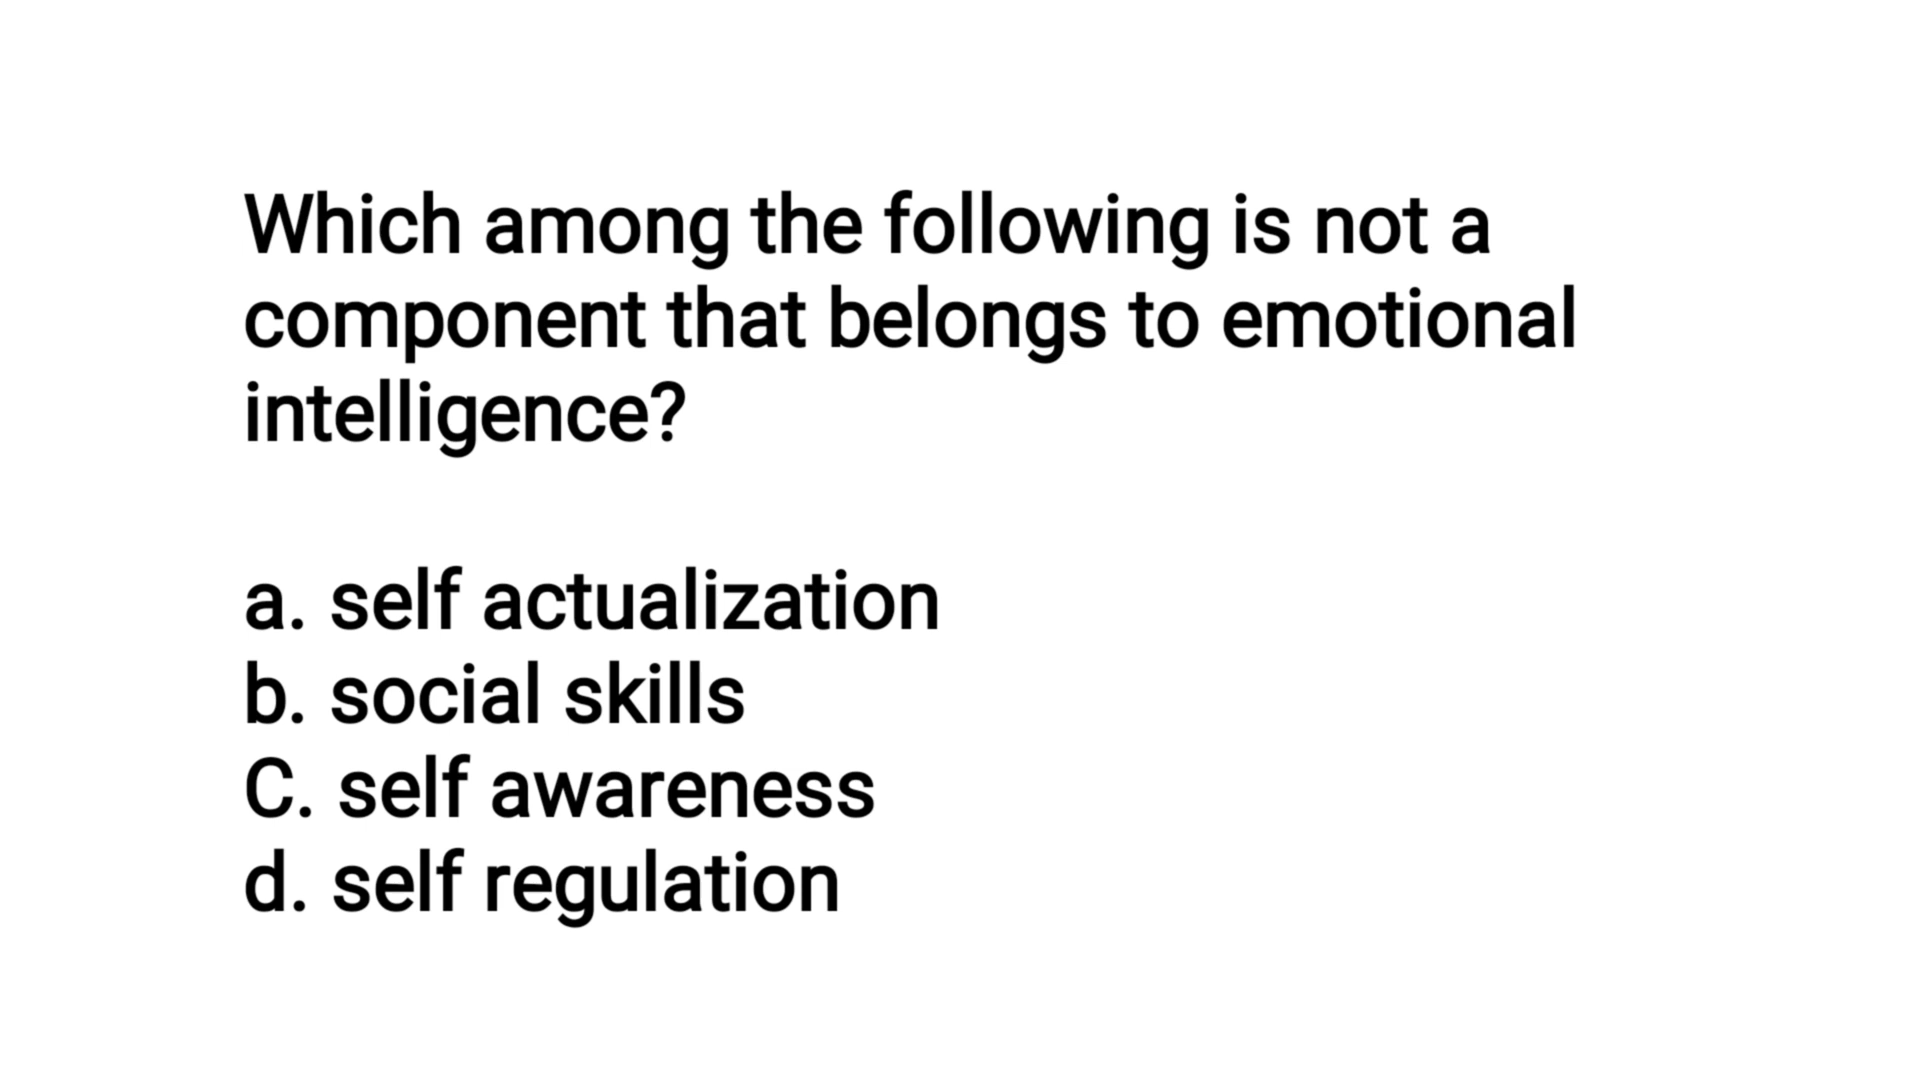 Which among the following is not a
component that belongs to emotional
intelligence?
a. self actualization
b. social skills
C. self awareness
d. self regulation